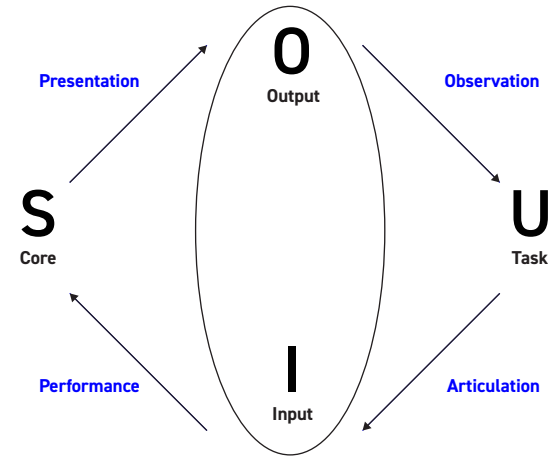 O
Output
Presentation
Observation
S
Core
U
Task
I
Input
Performance
Articulation